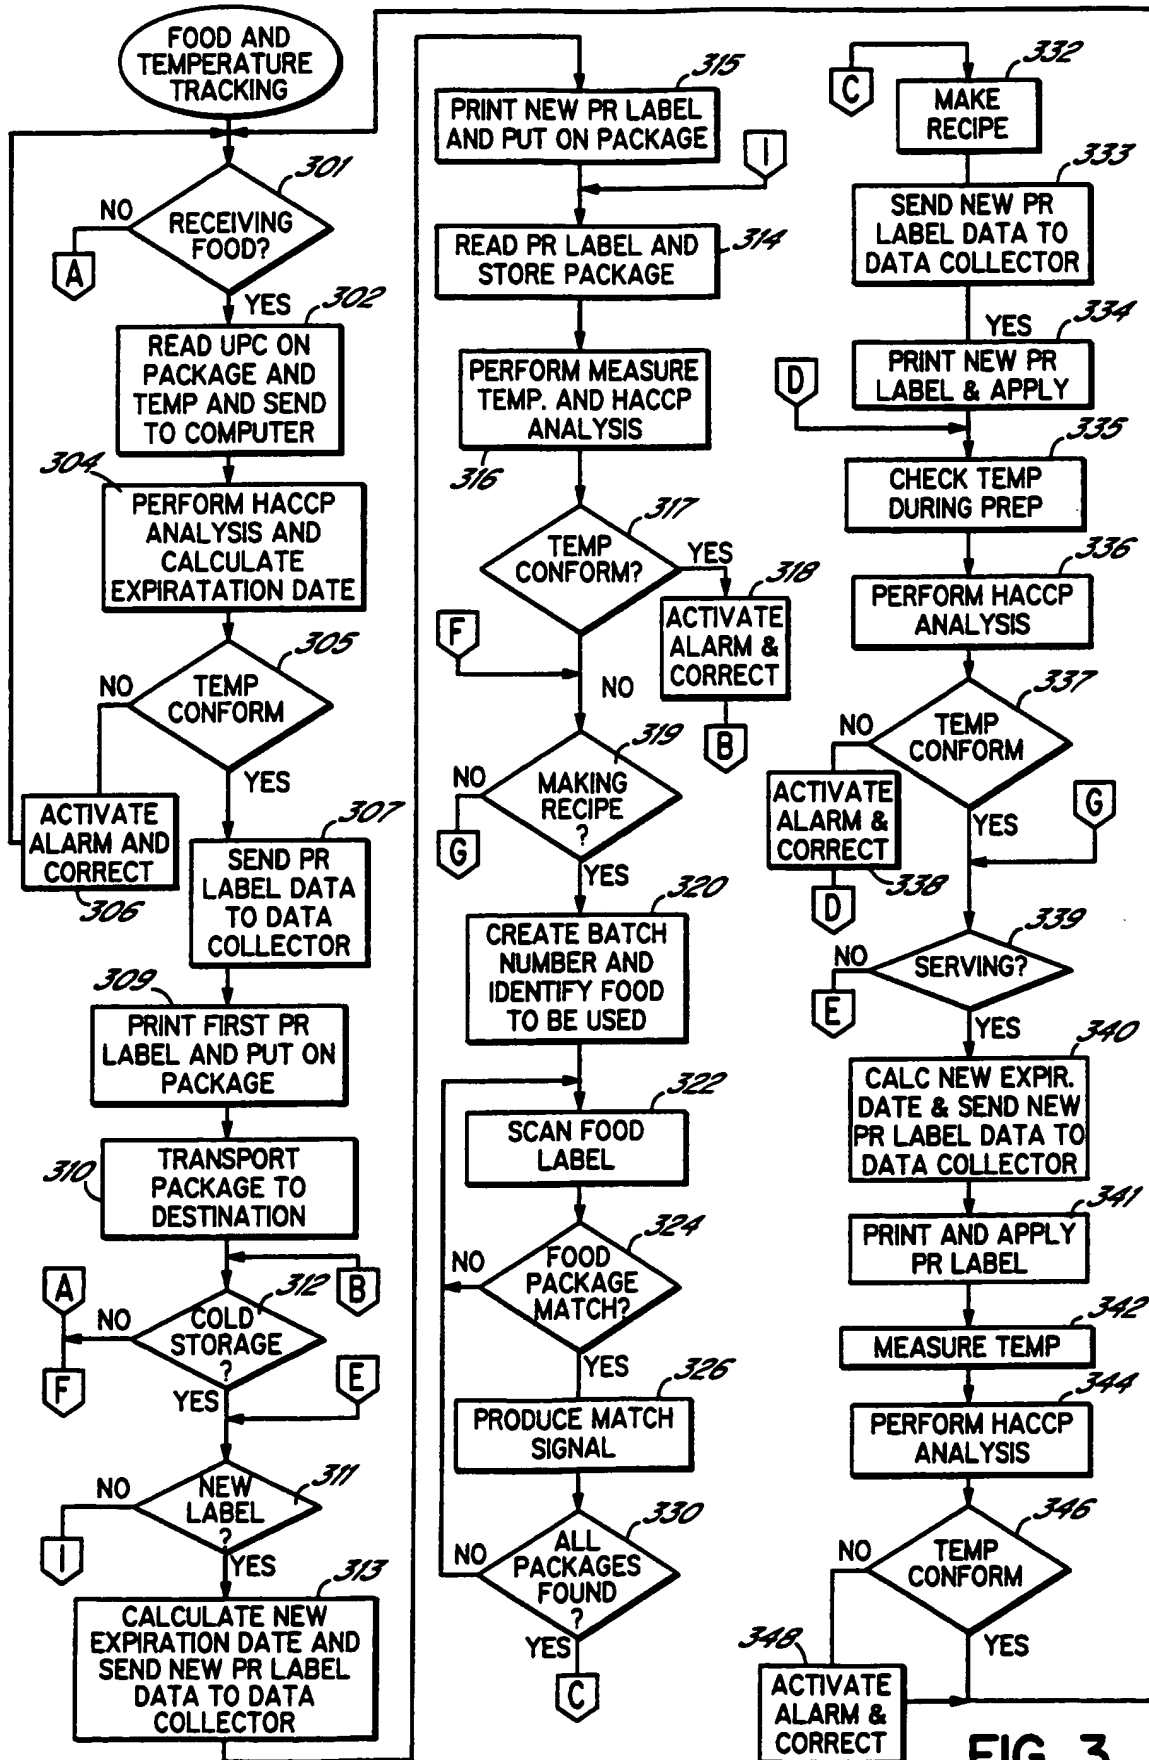 FOOD AND
TEMPERATURE
TRACKING
301
NO
RECEIVING
FOOD?
A
YES
302
READ UPC ON
PACKAGE AND
TEMP AND SEND
TO COMPUTER
304
PERFORM HACCP
ANALYSIS AND
CALCULATE
EXPIRATATION DATE
305
NO
TEMP
CONFORM
YES
ACTIVATE
ALARM AND
CORRECT
306
307
SEND PR
LABEL DATA
TO DATA
COLLECTOR
309
PRINT FIRST PR
LABEL AND PUT ON
PACKAGE
310
TRANSPORT
PACKAGE TO
DESTINATION
A
B
312
NO
COLD
STORAGE
?
F
YES
E
NO
NEW
LABEL
?
311
I
YES
313
CALCULATE NEW
EXPIRATION DATE AND
SEND NEW PR LABEL
DATA TO DATA
COLLECTOR
315
PRINT NEW PR LABEL
AND PUT ON PACKAGE
I
314
READ PR LABEL AND
STORE PACKAGE
PERFORM MEASURE
TEMP. AND HACCP
ANALYSIS
316
317
TEMP
CONFORM?
YES
318
ACTIVATE
ALARM &
CORRECT
B
F
NO
319
NO
MAKING
RECIPE
?
G
YES
320
CREATE BATCH
NUMBER AND
IDENTIFY FOOD
TO BE USED
322
SCAN FOOD
LABEL
324
NO
FOOD
PACKAGE
MATCH?
YES
326
PRODUCE MATCH
SIGNAL
330
NO
ALL
PACKAGES
FOUND
?
YES
C
C
332
MAKE
RECIPE
333
SEND NEW PR
LABEL DATA TO
DATA COLLECTOR
YES
334
PRINT NEW PR
LABEL & APPLY
D
335
CHECK TEMP
DURING PREP
336
PERFORM HACCP
ANALYSIS
337
NO
TEMP
CONFORM
ACTIVATE
ALARM &
CORRECT
338
D
YES
G
339
NO
SERVING?
E
YES
340
CALC NEW EXPIR.
DATE & SEND NEW
PR LABEL DATA TO
DATA COLLECTOR
341
PRINT AND APPLY
PR LABEL
342
MEASURE TEMP
344
PERFORM HACCP
ANALYSIS
346
NO
TEMP
CONFORM
YES
348
ACTIVATE
ALARM &
CORRECT
FIG. 3